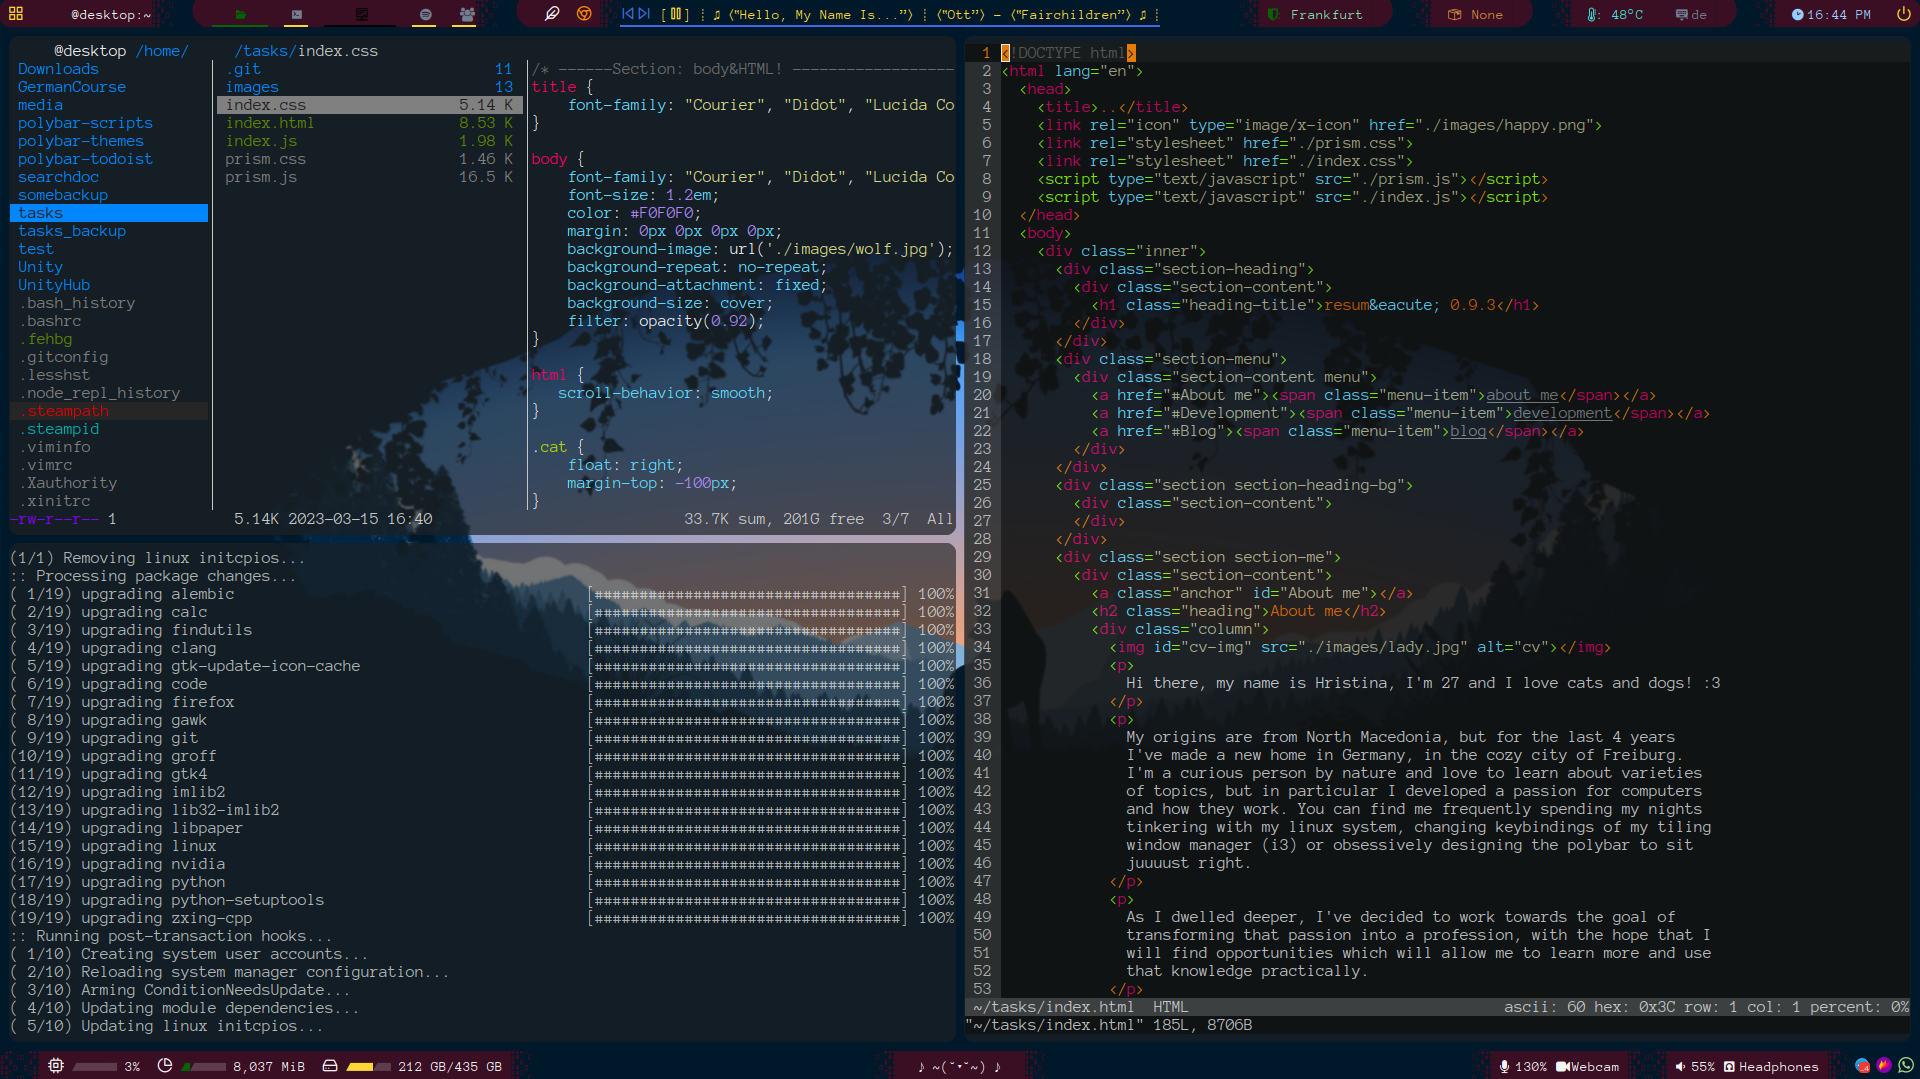 @desktop:~
⟨“Hello, My Name Is...”⟩ ⟨“Ott”⟩ - ⟨“Fairchildren”⟩
Frankfurt
None
48°C
de
16:44 PM
@desktop /home/ /tasks/index.css
Downloads
GermanCourse
media
polybar-scripts
polybar-themes
polybar-todoist
searchdoc
somebackup
tasks
tasks_backup
test
Unity
UnityHub
.bash_history
.bashrc
.fehbg
.gitconfig
.lesshst
.node_repl_history
.steampath
.steampid
.viminfo
.vimrc
.Xauthority
.xinitrc
.git 11
images 13
index.css 5.14 K
index.html 8.53 K
index.js 1.98 K
prism.css 1.46 K
prism.js 16.5 K
/* ------Section: body&HTML! ------------------
title {
font-family: "Courier", "Didot", "Lucida Co
}
body {
font-family: "Courier", "Didot", "Lucida Co
font-size: 1.2em;
color: #F0F0F0;
margin: 0px 0px 0px 0px;
background-image: url('./images/wolf.jpg');
background-repeat: no-repeat;
background-attachment: fixed;
background-size: cover;
filter: opacity(0.92);
}
html {
scroll-behavior: smooth;
}
.cat {
float: right;
margin-top: -100px;
}
-rw-r--r-- 1 5.14K 2023-03-15 16:40 33.7K sum, 201G free 3/7 All
(1/1) Removing linux initcpios...
:: Processing package changes...
( 1/19) upgrading alembic [##################################] 100%
( 2/19) upgrading calc [##################################] 100%
( 3/19) upgrading findutils [##################################] 100%
( 4/19) upgrading clang [##################################] 100%
( 5/19) upgrading gtk-update-icon-cache [##################################] 100%
( 6/19) upgrading code [##################################] 100%
( 7/19) upgrading firefox [##################################] 100%
( 8/19) upgrading gawk [##################################] 100%
( 9/19) upgrading git [##################################] 100%
(10/19) upgrading groff [##################################] 100%
(11/19) upgrading gtk4 [##################################] 100%
(12/19) upgrading imlib2 [##################################] 100%
(13/19) upgrading lib32-imlib2 [##################################] 100%
(14/19) upgrading libpaper [##################################] 100%
(15/19) upgrading linux [##################################] 100%
(16/19) upgrading nvidia [##################################] 100%
(17/19) upgrading python [##################################] 100%
(18/19) upgrading python-setuptools [##################################] 100%
(19/19) upgrading zxing-cpp [##################################] 100%
:: Running post-transaction hooks...
( 1/10) Creating system user accounts...
( 2/10) Reloading system manager configuration...
( 3/10) Arming ConditionNeedsUpdate...
( 4/10) Updating module dependencies...
( 5/10) Updating linux initcpios...
1 <!DOCTYPE html>
2 <html lang="en">
3 <head>
4 <title>..</title>
5 <link rel="icon" type="image/x-icon" href="./images/happy.png">
6 <link rel="stylesheet" href="./prism.css">
7 <link rel="stylesheet" href="./index.css">
8 <script type="text/javascript" src="./prism.js"></script>
9 <script type="text/javascript" src="./index.js"></script>
10 </head>
11 <body>
12 <div class="inner">
13 <div class="section-heading">
14 <div class="section-content">
15 <h1 class="heading-title">resum&eacute; 0.9.3</h1>
16 </div>
17 </div>
18 <div class="section-menu">
19 <div class="section-content menu">
20 <a href="#About me"><span class="menu-item">about me</span></a>
21 <a href="#Development"><span class="menu-item">development</span></a>
22 <a href="#Blog"><span class="menu-item">blog</span></a>
23 </div>
24 </div>
25 <div class="section section-heading-bg">
26 <div class="section-content">
27 </div>
28 </div>
29 <div class="section section-me">
30 <div class="section-content">
31 <a class="anchor" id="About me"></a>
32 <h2 class="heading">About me</h2>
33 <div class="column">
34 <img id="cv-img" src="./images/lady.jpg" alt="cv"></img>
35 <p>
36 Hi there, my name is Hristina, I'm 27 and I love cats and dogs! :3
37 </p>
38 <p>
39 My origins are from North Macedonia, but for the last 4 years
40 I've made a new home in Germany, in the cozy city of Freiburg.
41 I'm a curious person by nature and love to learn about varieties
42 of topics, but in particular I developed a passion for computers
43 and how they work. You can find me frequently spending my nights
44 tinkering with my linux system, changing keybindings of my tiling
45 window manager (i3) or obsessively designing the polybar to sit
46 juuuust right.
47 </p>
48 <p>
49 As I dwelled deeper, I've decided to work towards the goal of
50 transforming that passion into a profession, with the hope that I
51 will find opportunities which will allow me to learn more and use
52 that knowledge practically.
53 </p>
~/tasks/index.html HTML ascii: 60 hex: 0x3C row: 1 col: 1 percent: 0%
"~/tasks/index.html" 185L, 8706B
3%
8,037 MiB
212 GB/435 GB
♪ ~(˘▾˘~) ♪
130% Webcam
55% Headphones